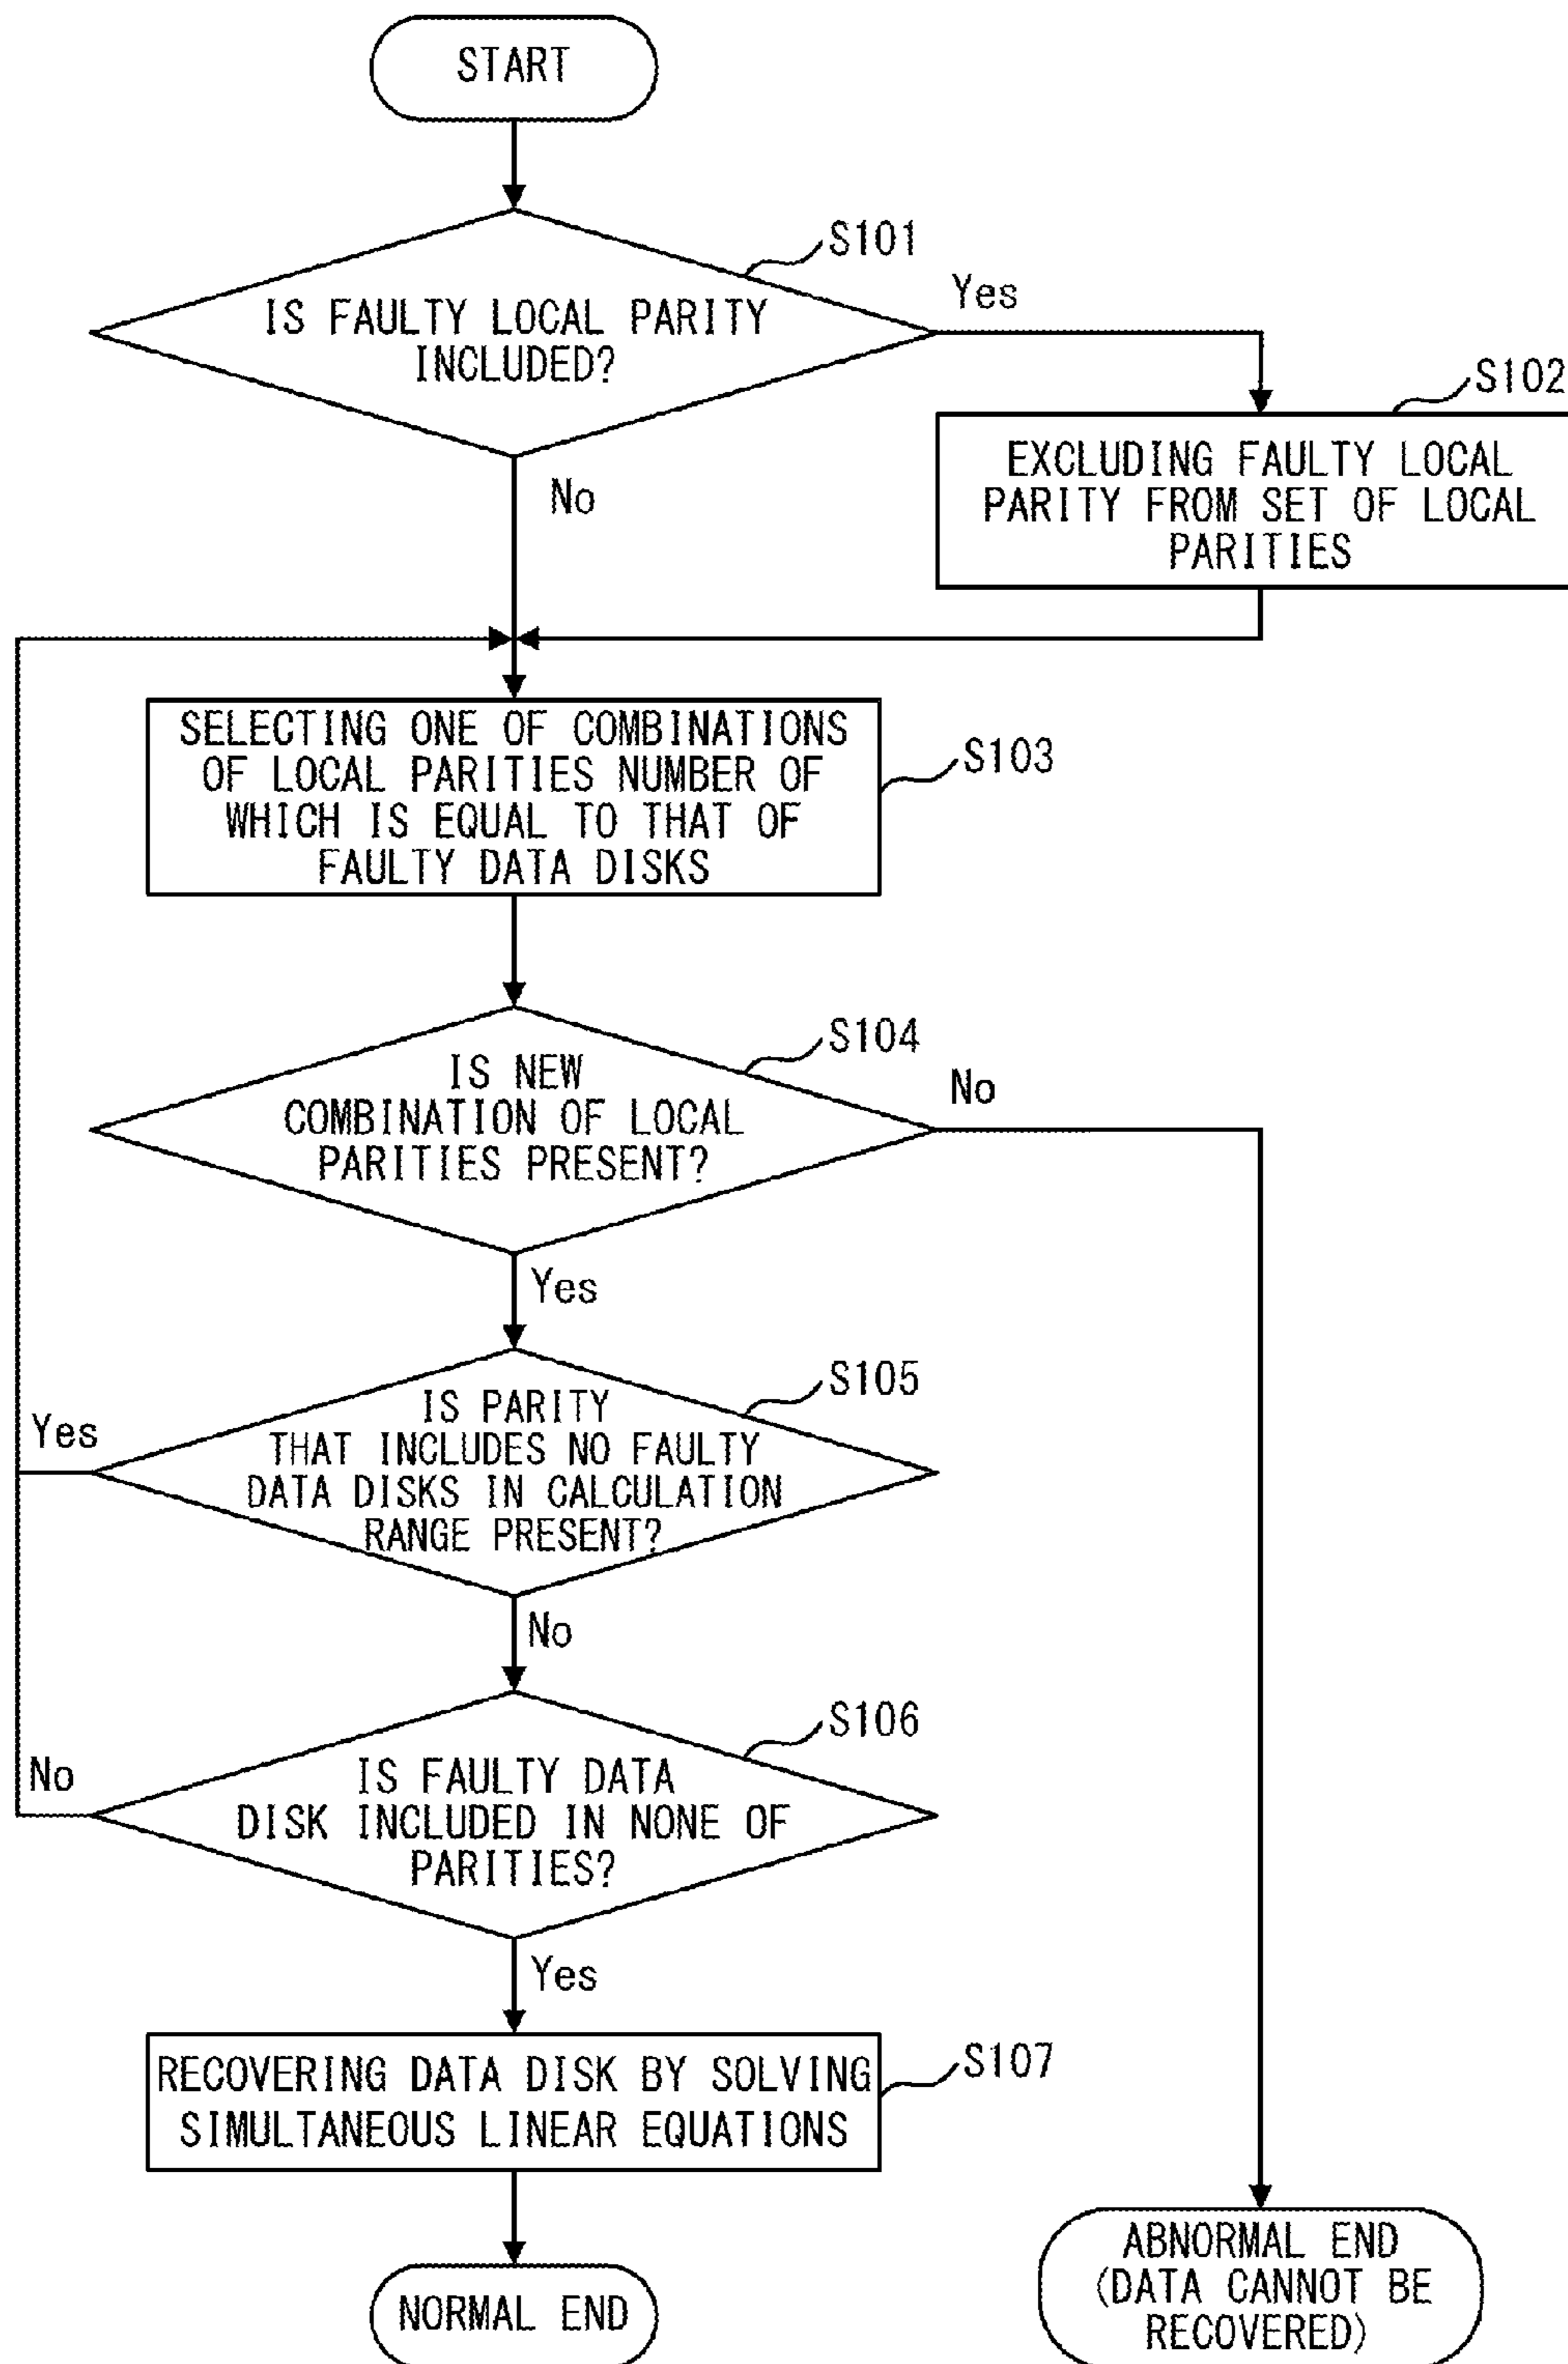 START
S101
IS FAULTY LOCAL PARITY
INCLUDED?
Yes
No
S102
EXCLUDING FAULTY LOCAL
PARITY FROM SET OF LOCAL
PARITIES
SELECTING ONE OF COMBINATIONS
OF LOCAL PARITIES NUMBER OF
WHICH IS EQUAL TO THAT OF
FAULTY DATA DISKS
S103
S104
IS NEW
COMBINATION OF LOCAL
PARITIES PRESENT?
No
Yes
S105
IS PARITY
THAT INCLUDES NO FAULTY
DATA DISKS IN CALCULATION
RANGE PRESENT?
Yes
No
S106
IS FAULTY DATA
DISK INCLUDED IN NONE OF
PARITIES?
No
Yes
RECOVERING DATA DISK BY SOLVING
SIMULTANEOUS LINEAR EQUATIONS
S107
NORMAL END
ABNORMAL END
(DATA CANNOT BE
RECOVERED)